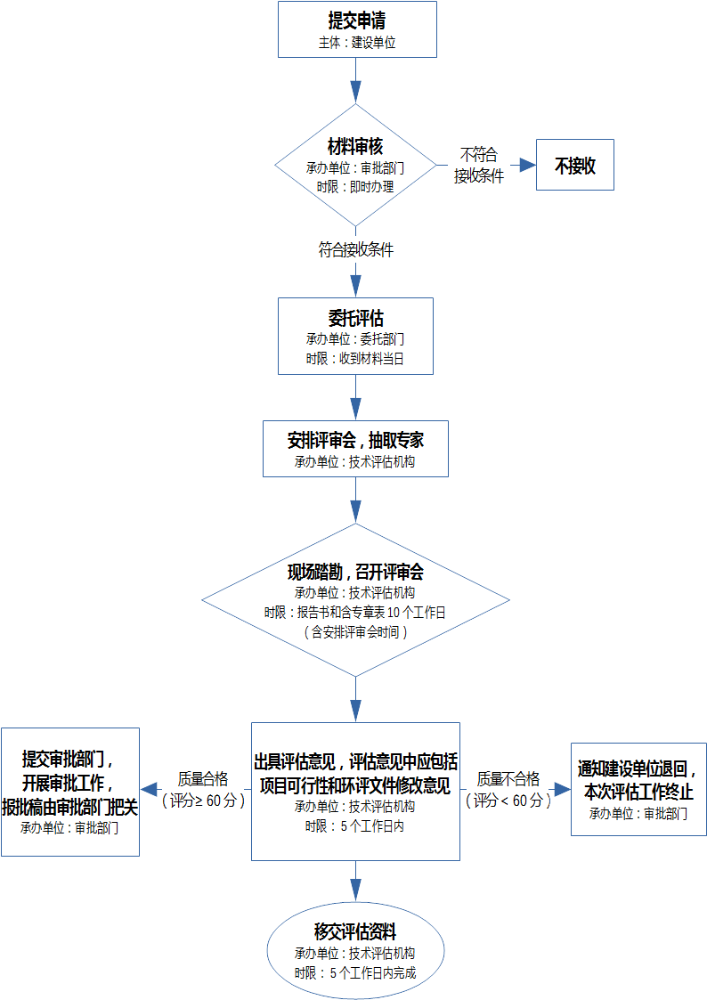 提交申请
主体：建设单位
材料审核
承办单位：审批部门
时限：即时办理
不符合
接收条件
不接收
符合接收条件
委托评估
承办单位：委托部门
时限：收到材料当日
安排评审会，抽取专家
承办单位：技术评估机构
现场踏勘，召开评审会
承办单位：技术评估机构
时限：报告书和含专章表10个工作日
（含安排评审会时间）
出具评估意见，评估意见中应包括
项目可行性和环评文件修改意见
承办单位：技术评估机构
时限：5个工作日内
质量合格
（评分≥60分）
提交审批部门，
开展审批工作，
报批稿由审批部门把关
承办单位：审批部门
质量不合格
（评分<60分）
通知建设单位退回，
本次评估工作终止
承办单位：审批部门
移交评估资料
承办单位：技术评估机构
时限：5个工作日内完成